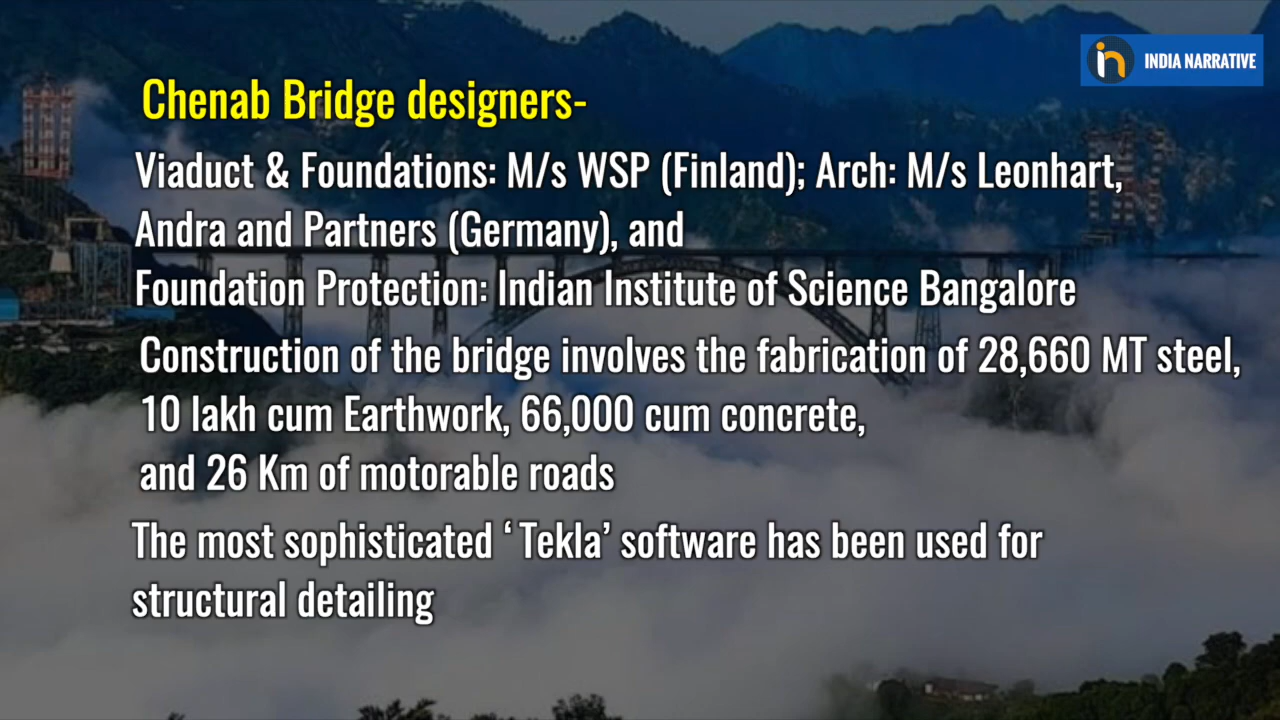 in INDIA NARRATIVE
Chenab Bridge designers-
Viaduct & Foundations: M/s WSP (Finland); Arch: M/s Leonhart,
Andra and Partners (Germany), and
Foundation Protection: Indian Institute of Science Bangalore
Construction of the bridge involves the fabrication of 28,660 MT steel,
10 lakh cum Earthwork, 66,000 cum concrete,
and 26 Km of motorable roads
The most sophisticated ‘ Tekla’ software has been used for
structural detailing